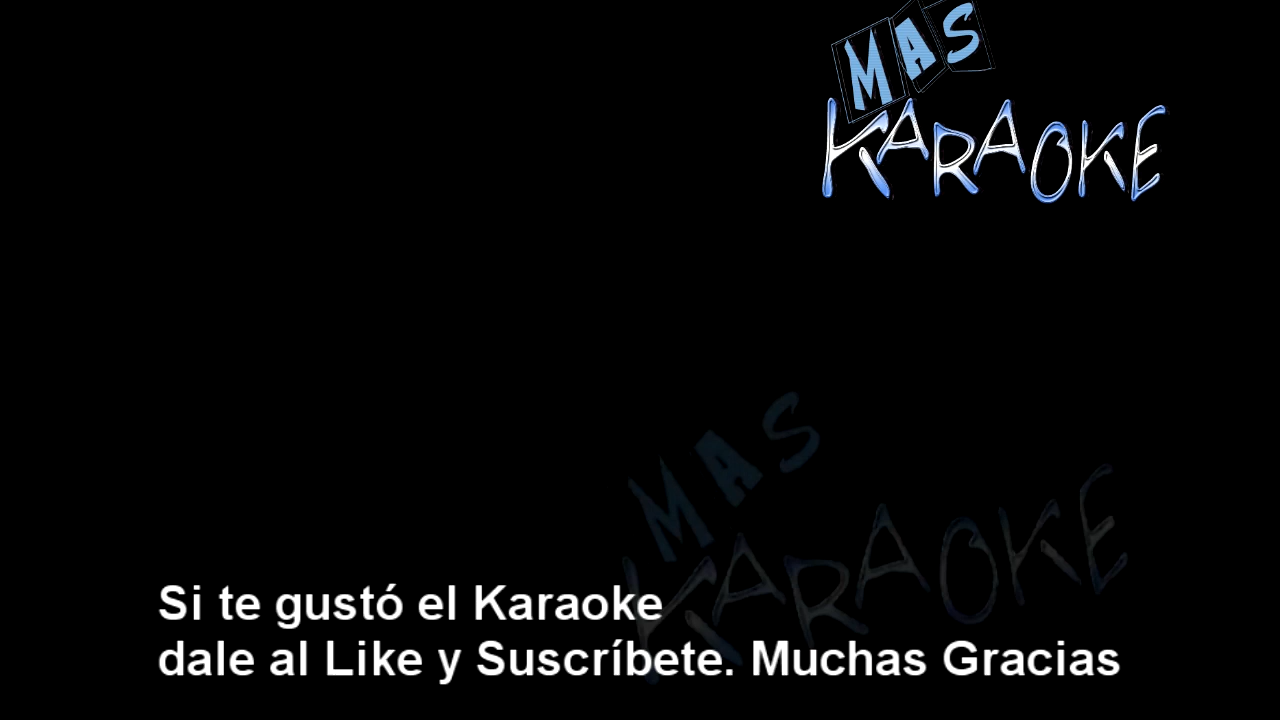 MAS
KARAOKE
MAS
KARAOKE
Si te gustó el Karaoke
dale al Like y Suscríbete. Muchas Gracias